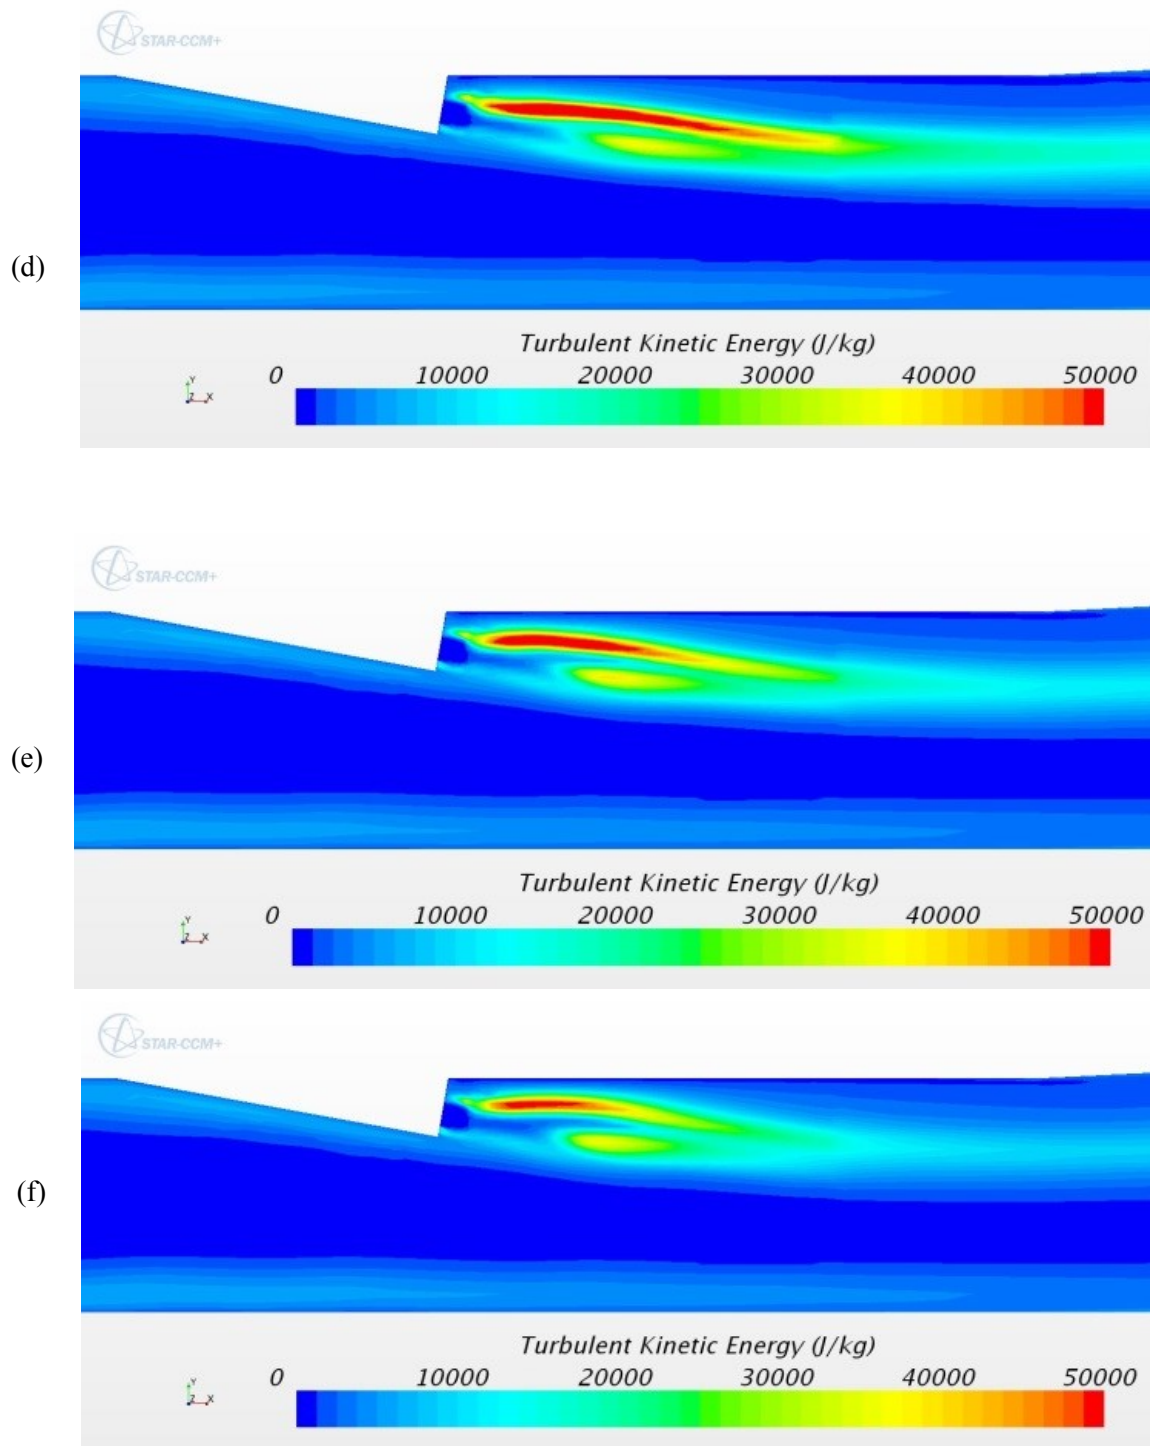 STAR-CCM+
(d)
Turbulent Kinetic Energy (J/kg)
0 10000 20000 30000 40000 50000
Y
Z X
STAR-CCM+
(e)
Turbulent Kinetic Energy (J/kg)
0 10000 20000 30000 40000 50000
Y
Z X
STAR-CCM+
(f)
Turbulent Kinetic Energy (J/kg)
0 10000 20000 30000 40000 50000
Y
Z X